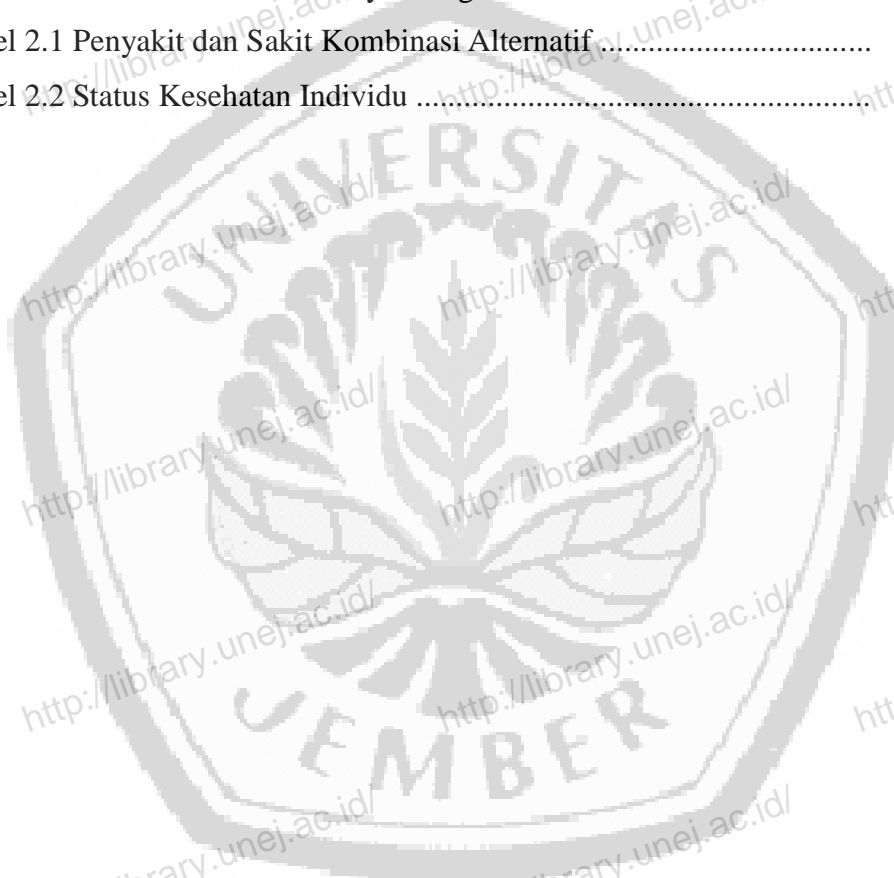 el 2.1 Penyakit dan Sakit Kombinasi Alternatif .............................
el 2.2 Status Kesehatan Individu .................................................
UNIVERSITAS
JEMBER
http://library.unej.ac.id/
http://library.unej.ac.id/
http://library.unej.ac.id/
http://library.unej.ac.id/
http://library.unej.ac.id/
http://library.unej.ac.id/
http://library.unej.ac.id/
http://library.unej.ac.id/